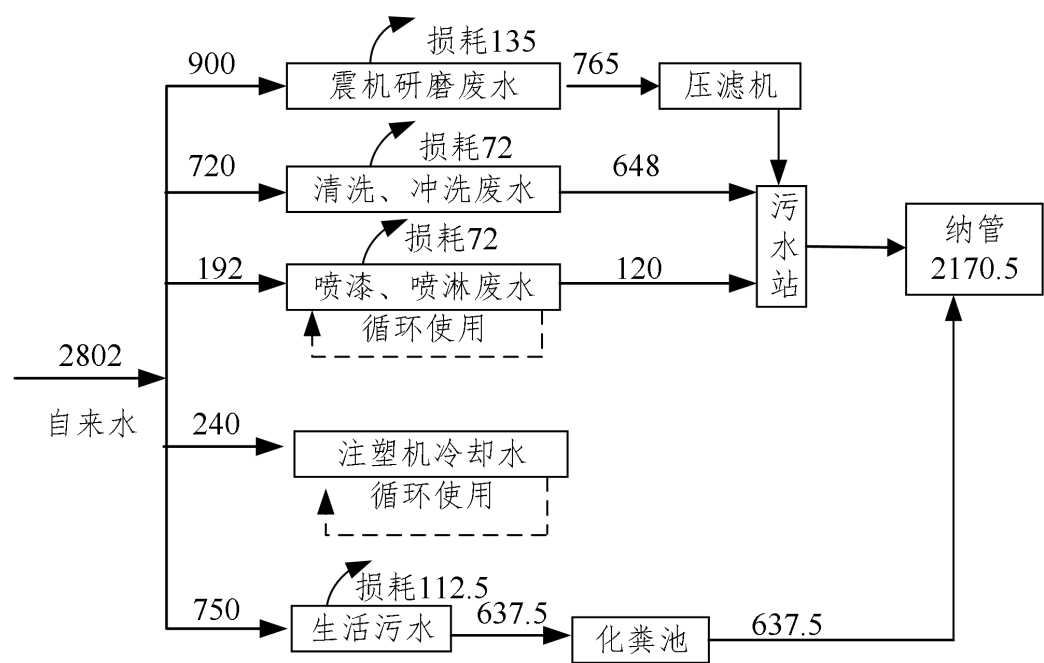 损耗135
900
765
震机研磨废水
压滤机
损耗72
720
648
清洗、冲洗废水
污水站
损耗72
192
120
喷漆、喷淋废水
循环使用
纳管
2170.5
2802
自来水
240
注塑机冷却水
循环使用
损耗112.5
750
637.5
637.5
生活污水
化粪池